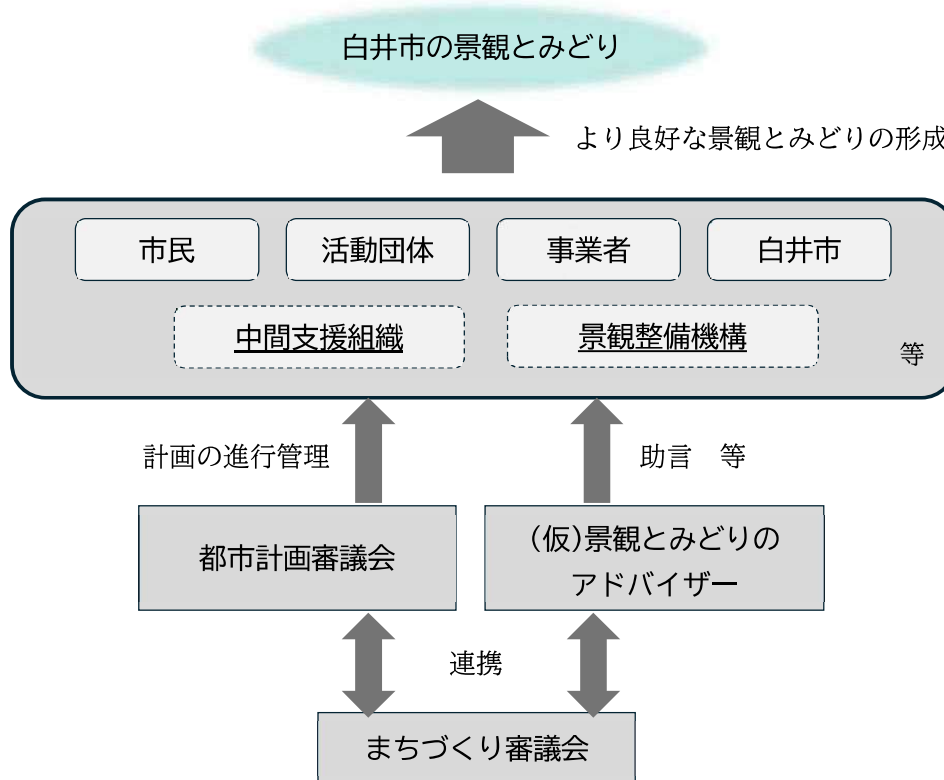 白井市の景観とみどり
より良好な景観とみどりの形成
市民
活動団体
事業者
白井市
中間支援組織
景観整備機構
等
計画の進行管理
助言　等
都市計画審議会
(仮)景観とみどりの
アドバイザー
連携
まちづくり審議会